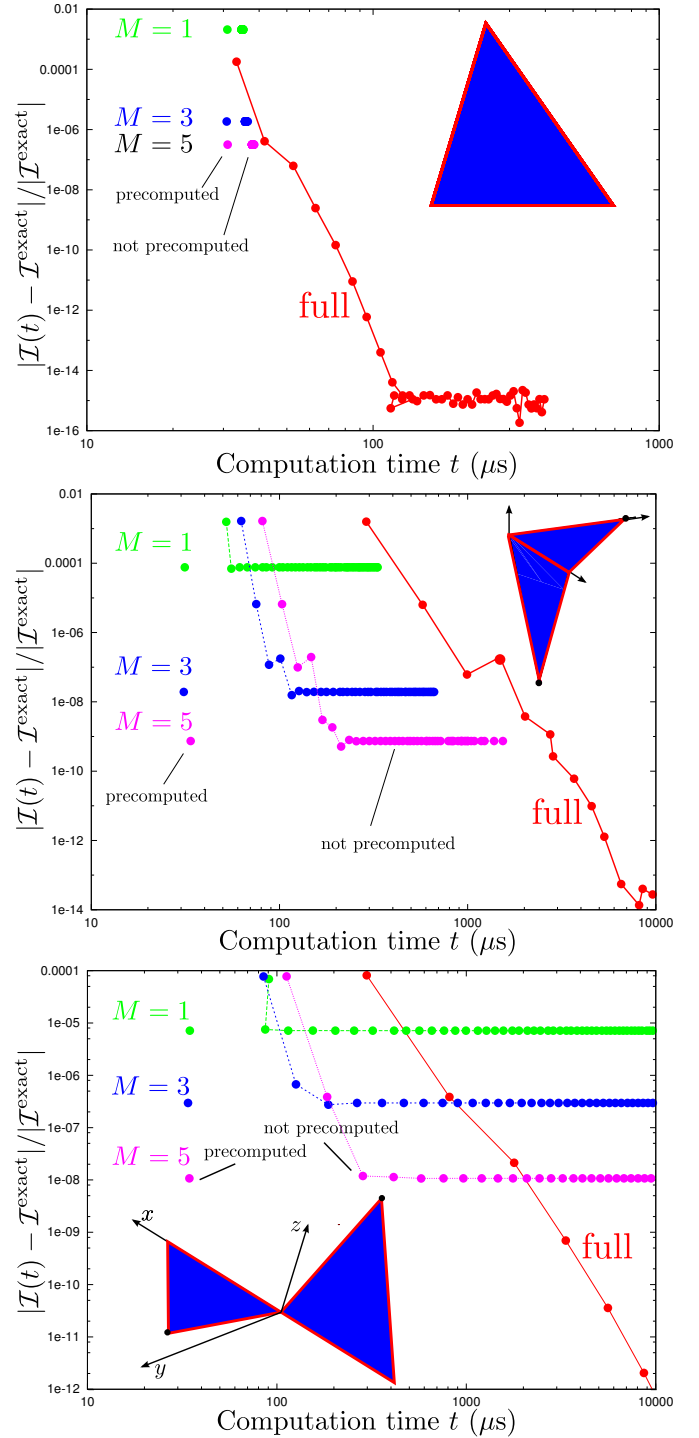 |I(t) − I^exact|/|I^exact|
0.01
0.0001
1e-06
1e-08
1e-10
1e-12
1e-14
1e-16
M = 1
M = 3
M = 5
precomputed
not precomputed
full
10
100
1000
Computation time t (μs)
|I(t) − I^exact|/|I^exact|
0.01
0.0001
1e-06
1e-08
1e-10
1e-12
1e-14
M = 1
M = 3
M = 5
precomputed
not precomputed
full
10
100
1000
10000
Computation time t (μs)
|I(t) − I^exact|/|I^exact|
0.0001
1e-05
1e-06
1e-07
1e-08
1e-09
1e-10
1e-11
1e-12
M = 1
M = 3
M = 5
not precomputed
precomputed
x
z
y
full
10
100
1000
10000
Computation time t (μs)